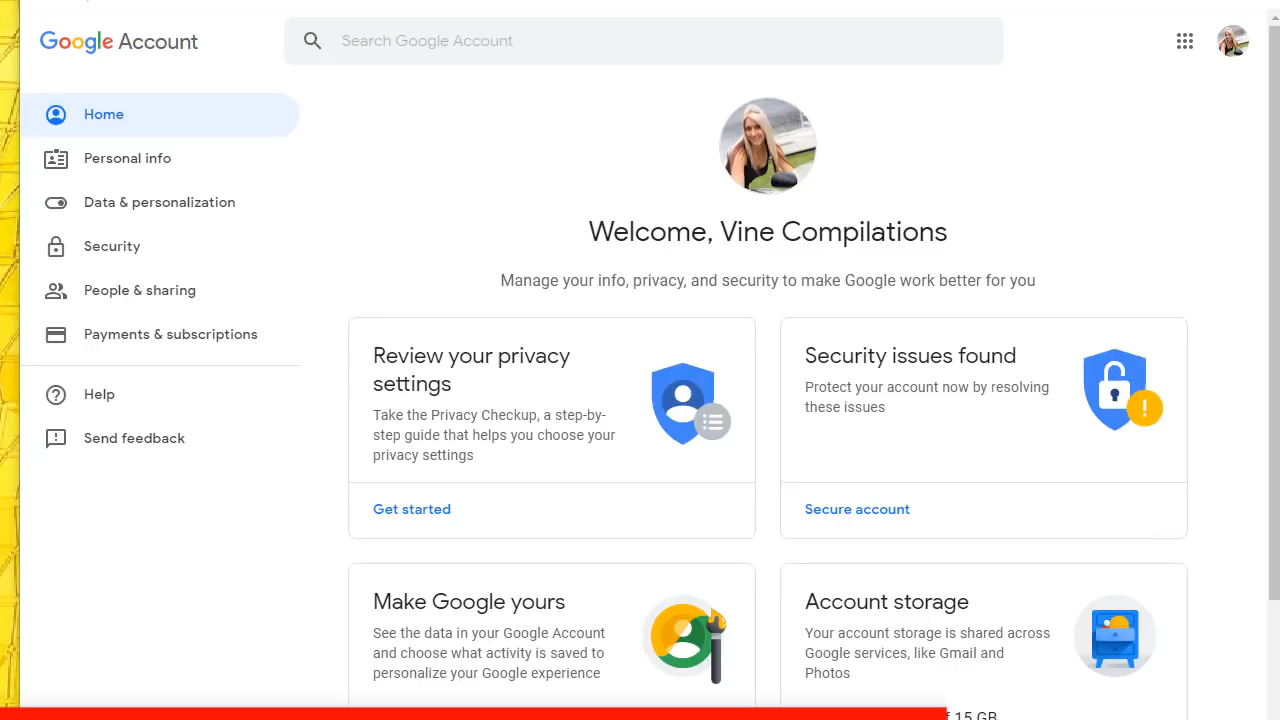 Google Account
Search Google Account
Home
Personal info
Data & personalization
Security
People & sharing
Payments & subscriptions
Help
Send feedback
Welcome, Vine Compilations
Manage your info, privacy, and security to make Google work better for you
Review your privacy
settings
Take the Privacy Checkup, a step-by-
step guide that helps you choose your
privacy settings
Get started
Security issues found
Protect your account now by resolving
these issues
Secure account
Make Google yours
See the data in your Google Account
and choose what activity is saved to
personalize your Google experience
Account storage
Your account storage is shared across
Google services, like Gmail and
Photos
15 GB